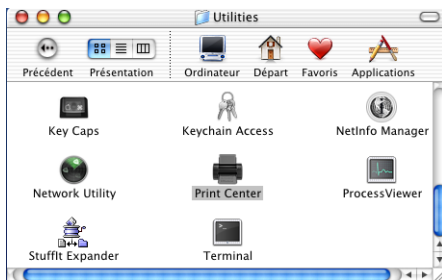 Utilities
Précédent Présentation Ordinateur Départ Favoris Applications
Key Caps Keychain Access NetInfo Manager
Network Utility Print Center ProcessViewer
StuffIt Expander Terminal